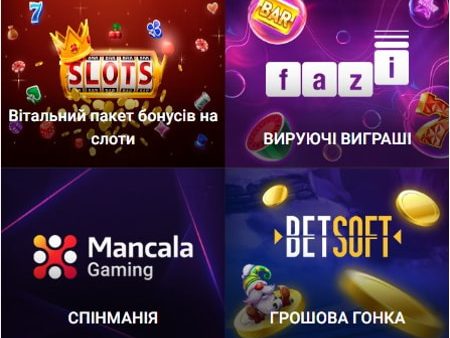 SLOTS
Вітальний пакет бонусів на
слоти
BAR
fazi
ВИРУЮЧІ ВИГРАШІ
Mancala
Gaming
СПІНМАНІЯ
BETSOFT
ГРОШОВА ГОНКА